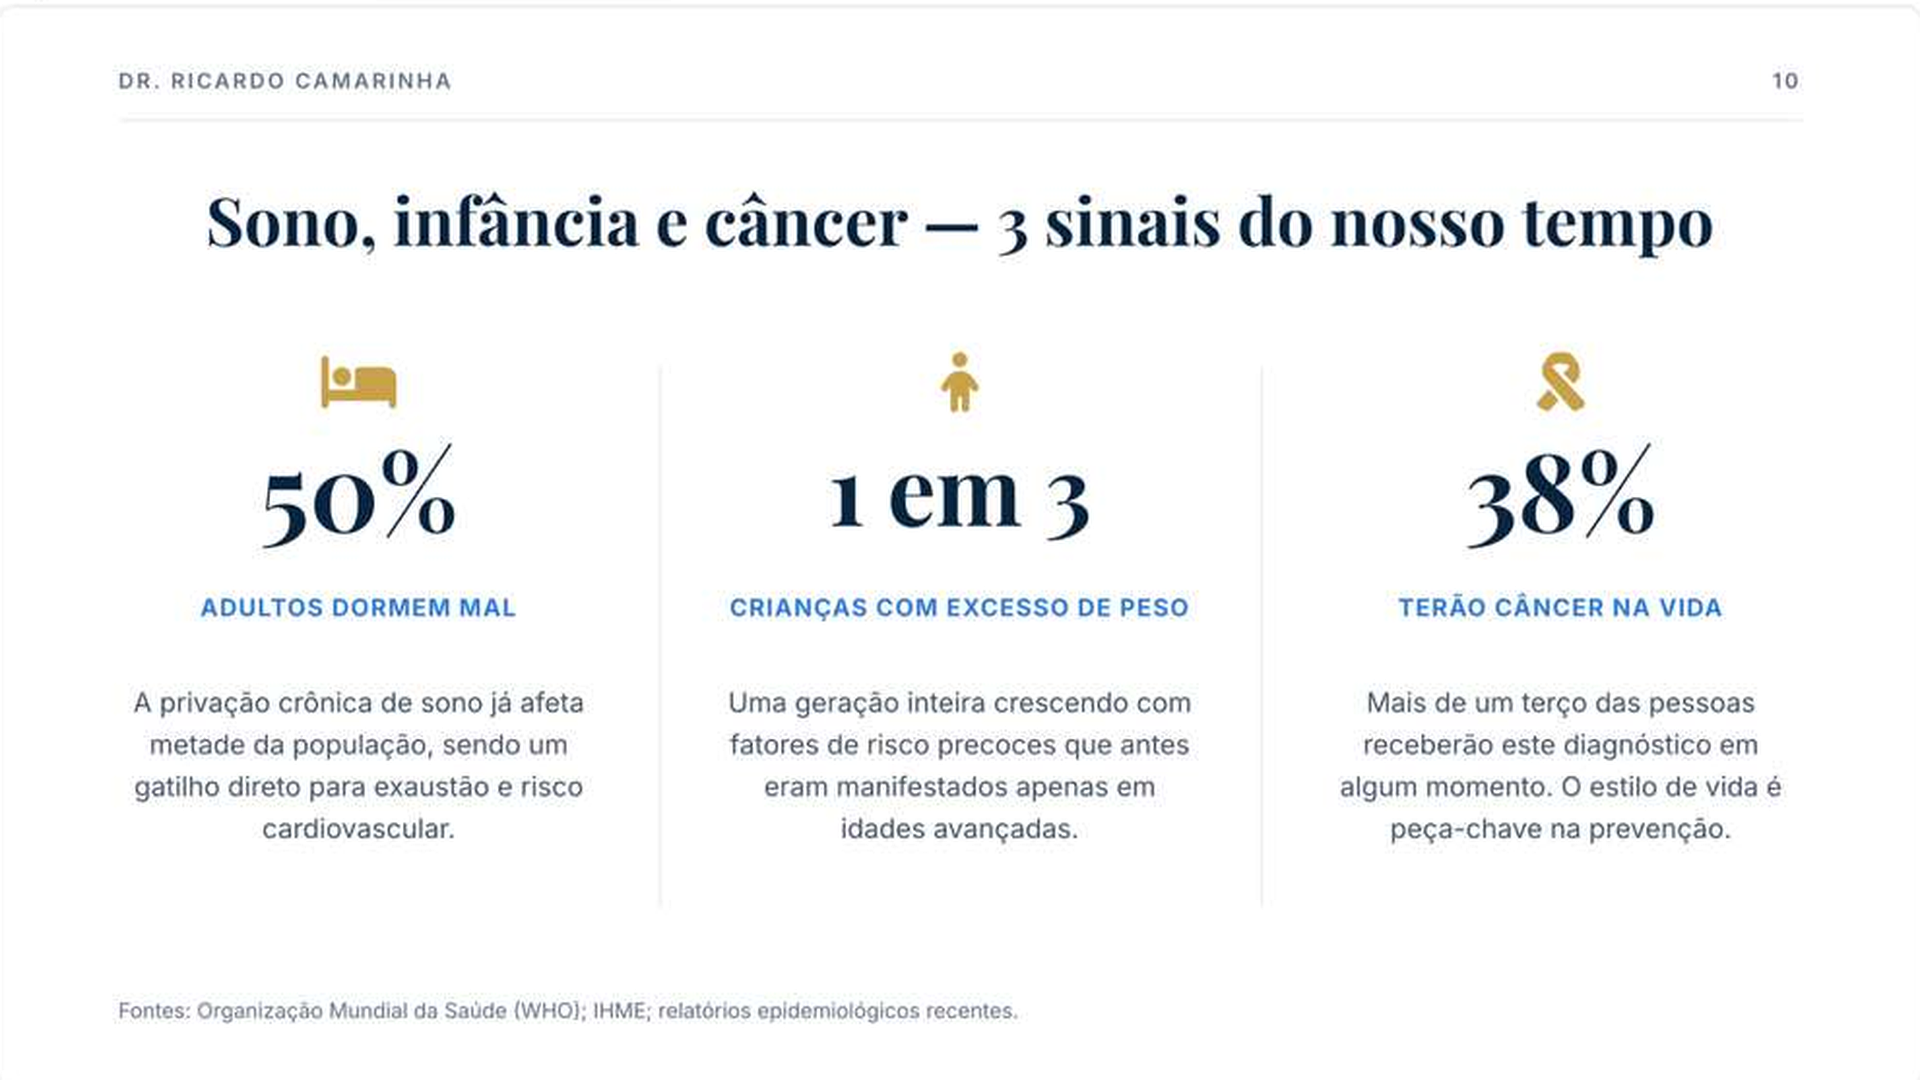 DR. RICARDO CAMARINHA
10
Sono, infância e câncer — 3 sinais do nosso tempo
50%
ADULTOS DORMEM MAL
A privação crônica de sono já afeta
metade da população, sendo um
gatilho direto para exaustão e risco
cardiovascular.
1 em 3
CRIANÇAS COM EXCESSO DE PESO
Uma geração inteira crescendo com
fatores de risco precoces que antes
eram manifestados apenas em
idades avançadas.
38%
TERÃO CÂNCER NA VIDA
Mais de um terço das pessoas
receberão este diagnóstico em
algum momento. O estilo de vida é
peça-chave na prevenção.
Fontes: Organização Mundial da Saúde (WHO); IHME; relatórios epidemiológicos recentes.